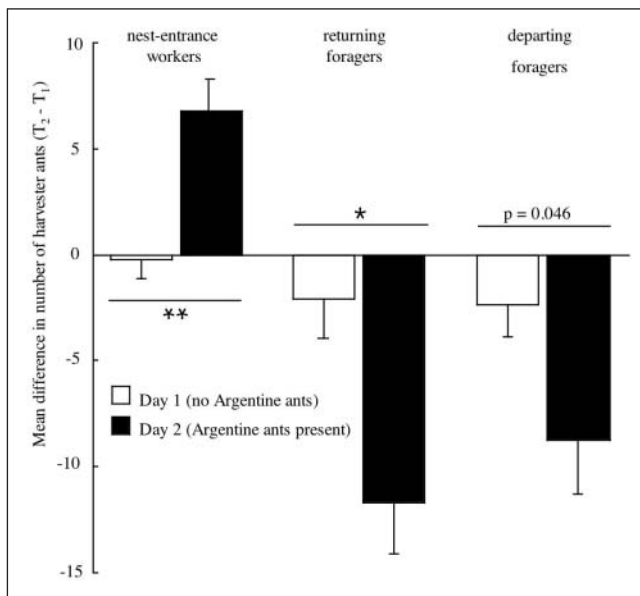 nest-entrance
workers
returning
foragers
departing
foragers
Mean difference in number of harvester ants (T2 - T1)
10
5
0
-5
-10
-15
**
*
p = 0.046
Day 1 (no Argentine ants)
Day 2 (Argentine ants present)